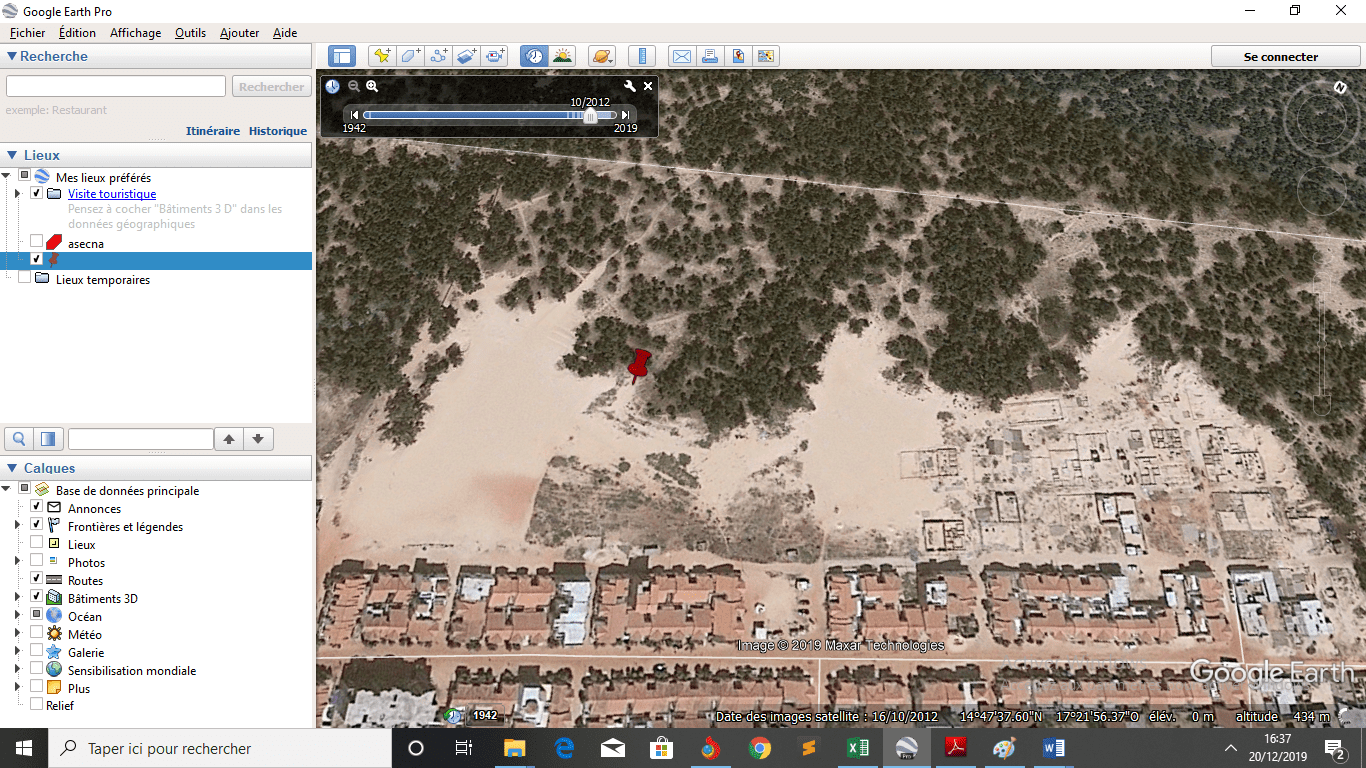 Google Earth Pro
Fichier Édition Affichage Outils Ajouter Aide
Recherche
Se connecter
Rechercher
exemple: Restaurant
Itinéraire Historique
10/2012
1942 2019
Lieux
Mes lieux préférés
Visite touristique
Pensez à cocher "Bâtiments 3 D" dans les
données géographiques
asecna
Lieux temporaires
Calques
Base de données principale
Annonces
Frontières et légendes
Lieux
Photos
Routes
Bâtiments 3D
Océan
Météo
Galerie
Sensibilisation mondiale
Plus
Relief
N
Image © 2019 Maxar Technologies
Google Earth
1942
Date des images satellite : 16/10/2012 14°47'37.60"N 17°21'56.37"O élév. 0 m altitude 434 m
Taper ici pour rechercher
Pro
16:37
20/12/2019
2